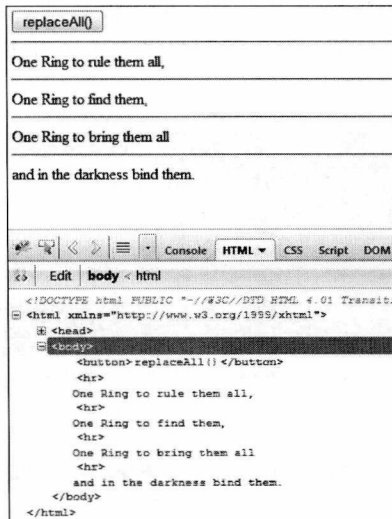 replaceAll()
One Ring to rule them all,
One Ring to find them,
One Ring to bring them all
and in the darkness bind them.
Console HTML CSS Script DOM
Edit body < html
<!DOCTYPE html PUBLIC "-//W3C//DTD HTML 4.01 Transit
<html xmlns="http://www.w3.org/1999/xhtml">
<head>
<body>
<button>replaceAll()</button>
<hr>
One Ring to rule them all,
<hr>
One Ring to find them,
<hr>
One Ring to bring them all
<hr>
and in the darkness bind them.
</body>
</html>